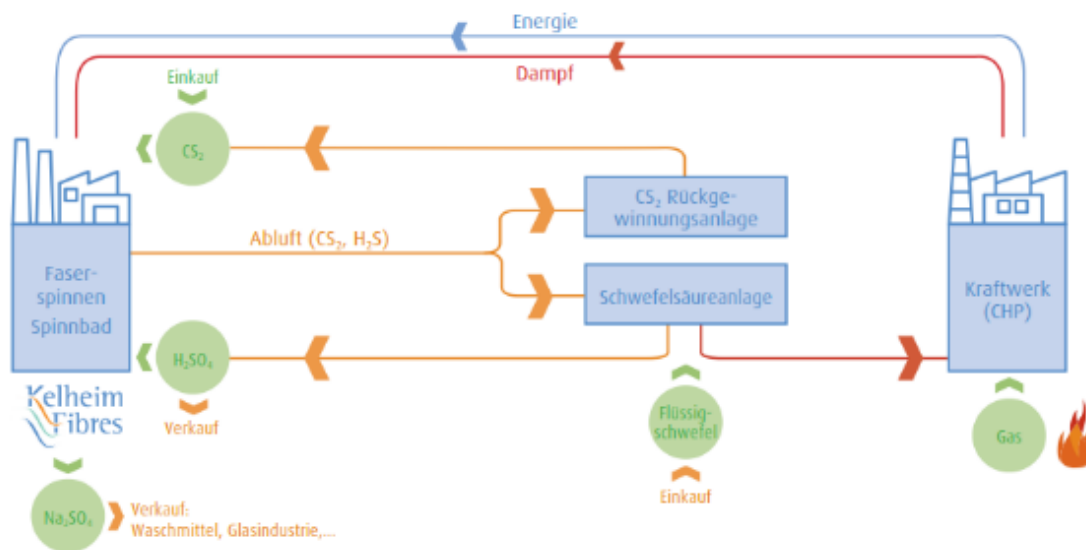 Energie
Dampf
Einkauf
CS₂
CS₂ Rückge-
winnungsanlage
Abluft (CS₂, H₂S)
Faser-
spinnen
Spinnbad
Schwefelsäureanlage
Kraftwerk
(CHP)
H₂SO₄
Verkauf
Kelheim
Fibres
Flüssig-
schwefel
Gas
Einkauf
Na₂SO₄
Verkauf:
Waschmittel, Glasindustrie,...